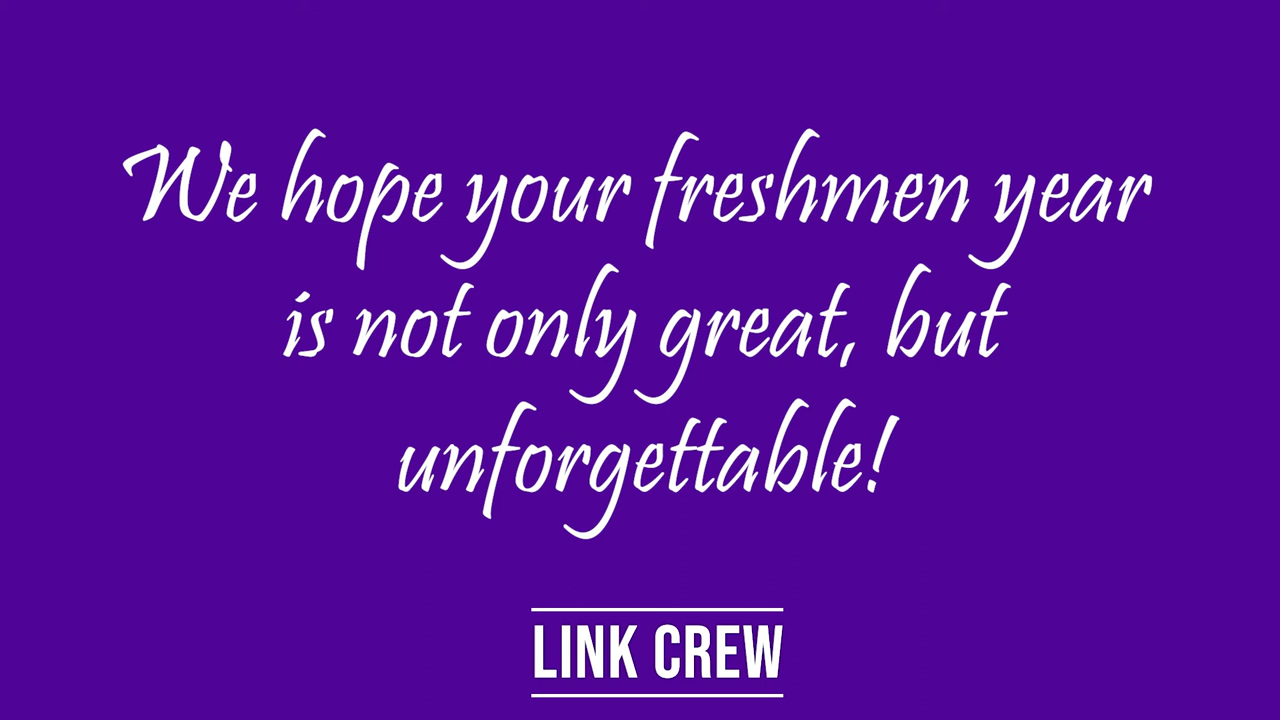 We hope your freshmen year
is not only great, but
unforgettable!
LINK CREW